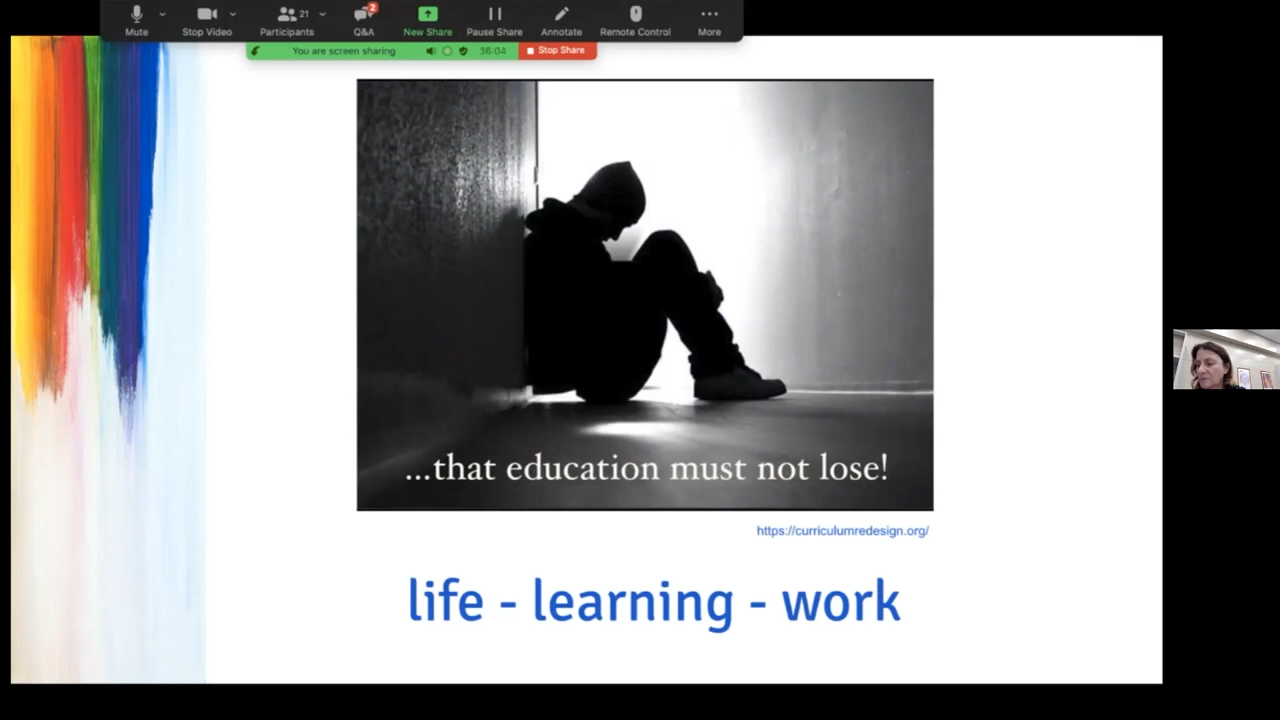 21
2
Mute
Stop Video
Participants
Q&A
New Share
Pause Share
Annotate
Remote Control
More
You are screen sharing
36:04
Stop Share
...that education must not lose!
https://curriculumredesign.org/
life - learning - work